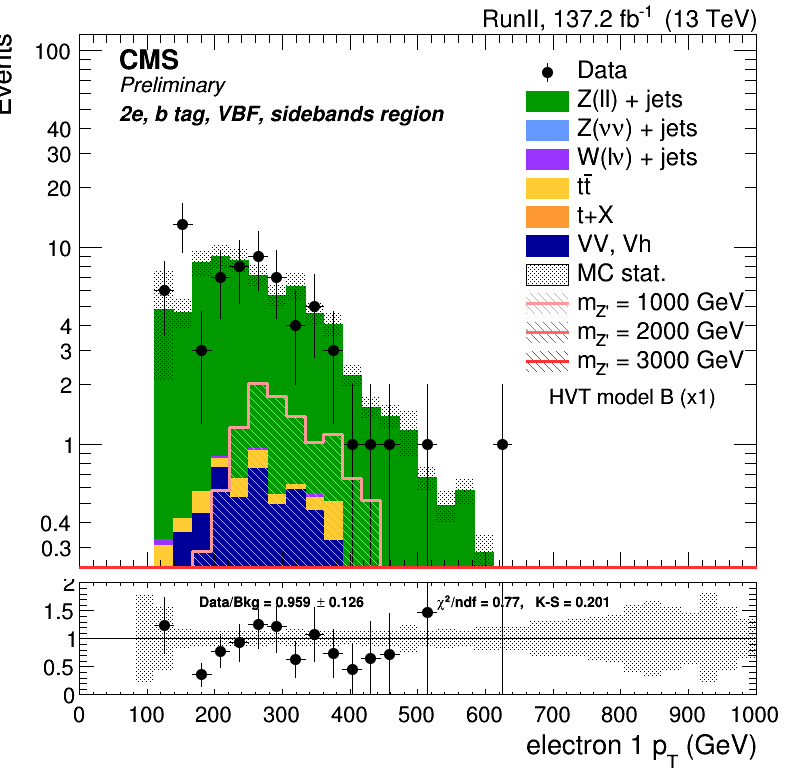 RunII, 137.2 fb⁻¹ (13 TeV)
Events
CMS
Preliminary
2e, b tag, VBF, sidebands region
Data
Z(ll) + jets
Z(νν) + jets
W(lν) + jets
tt̄
t+X
VV, Vh
MC stat.
m_Z' = 1000 GeV
m_Z' = 2000 GeV
m_Z' = 3000 GeV
HVT model B (x1)
100
40
30
20
10
4
3
2
1
0.4
0.3
Data/Bkg = 0.959 ± 0.126
χ²/ndf = 0.77, K-S = 0.201
2
1.5
1
0.5
0
0 100 200 300 400 500 600 700 800 900 1000
electron 1 p_T (GeV)